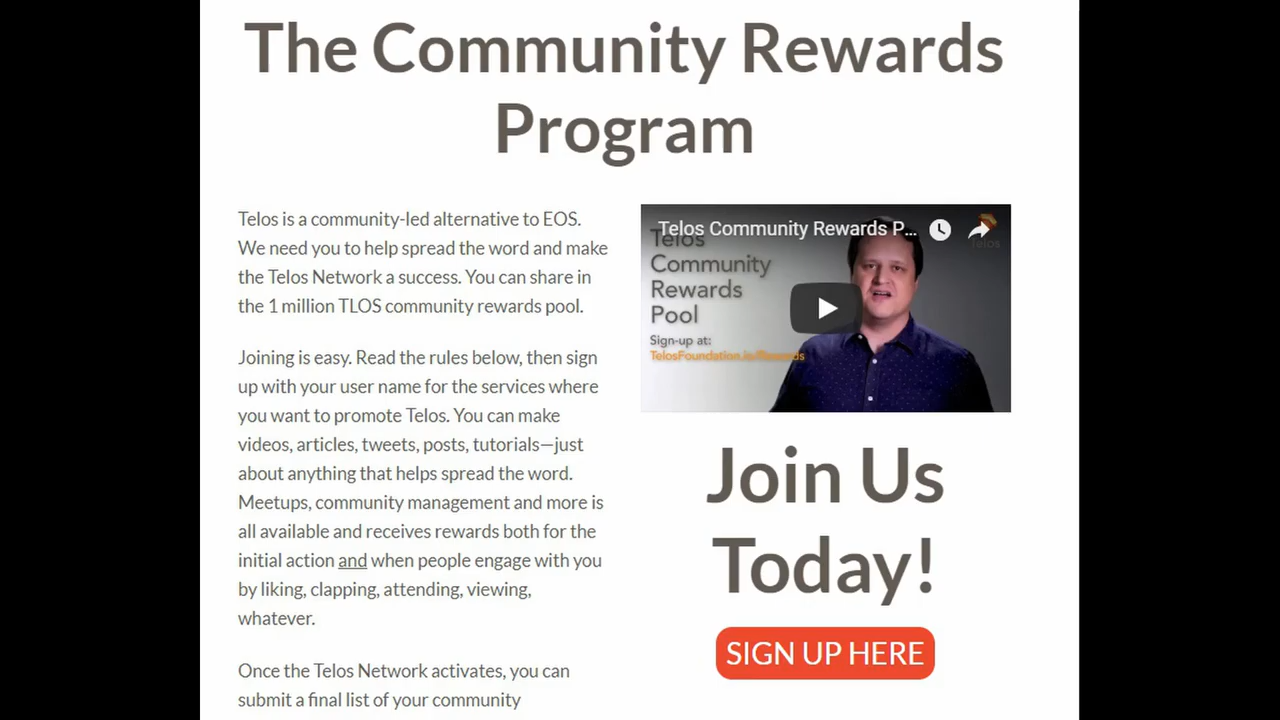 The Community Rewards
Program
Telos is a community-led alternative to EOS.
We need you to help spread the word and make
the Telos Network a success. You can share in
the 1 million TLOS community rewards pool.
Joining is easy. Read the rules below, then sign
up with your user name for the services where
you want to promote Telos. You can make
videos, articles, tweets, posts, tutorials—just
about anything that helps spread the word.
Meetups, community management and more is
all available and receives rewards both for the
initial action and when people engage with you
by liking, clapping, attending, viewing,
whatever.
Once the Telos Network activates, you can
submit a final list of your community
Telos Community Rewards P...
Telos
Community
Rewards
Pool
Sign-up at:
TelosFoundation.io/Rewards
Telos
Join Us
Today!
SIGN UP HERE